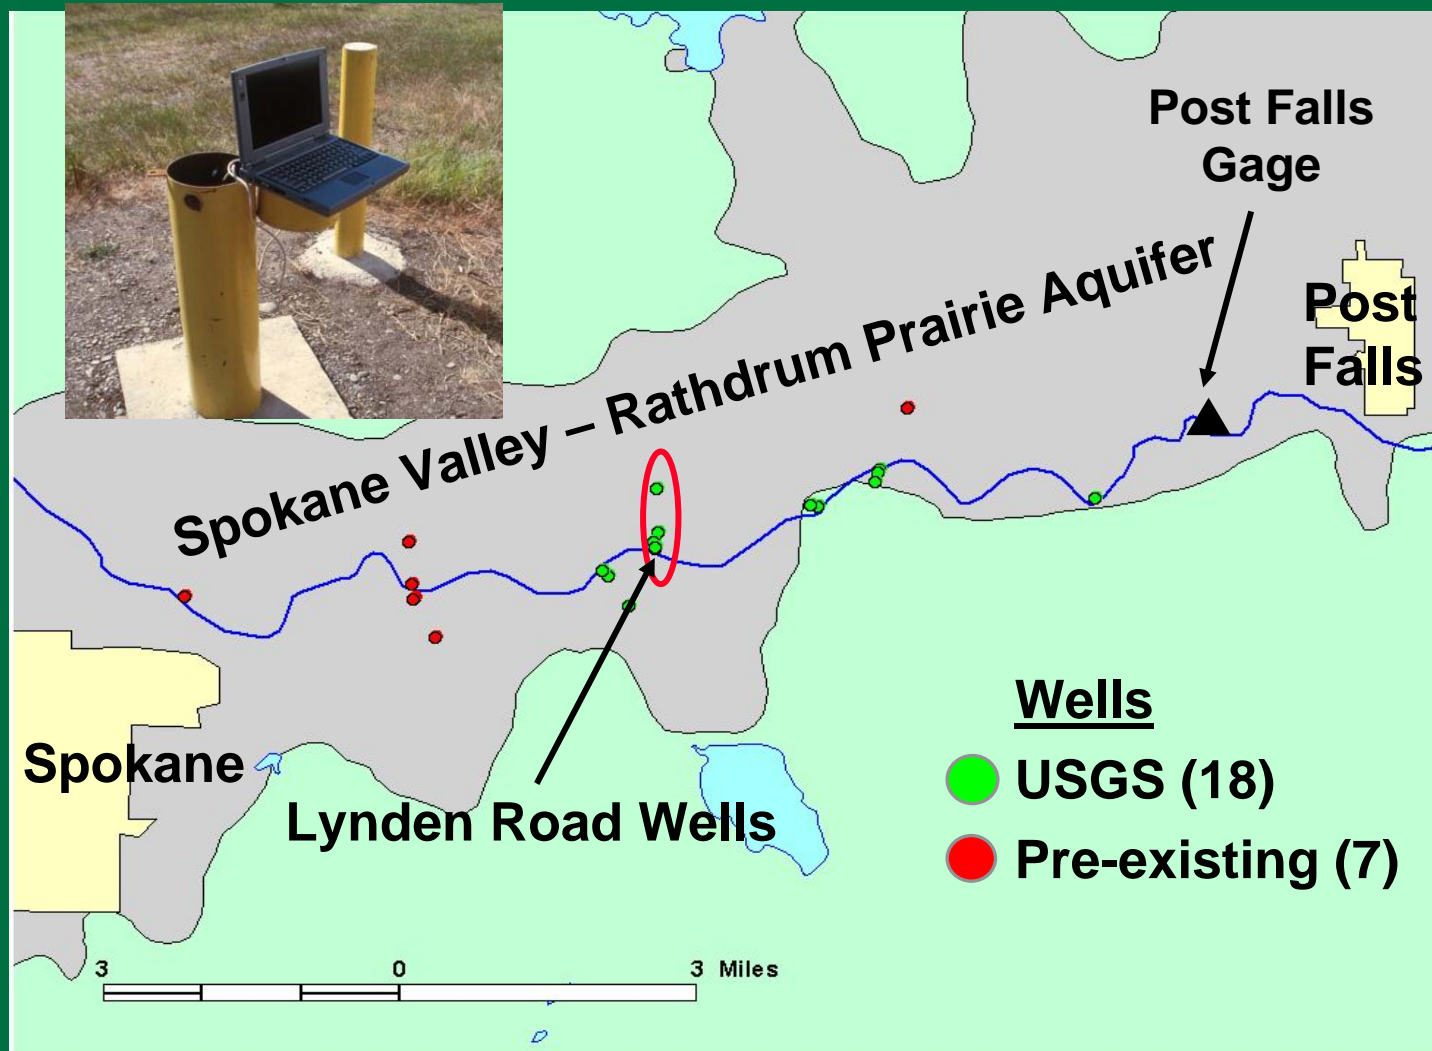 Post Falls
Gage
Spokane Valley – Rathdrum Prairie Aquifer
Post
Falls
Spokane
Lynden Road Wells
Wells
USGS (18)
Pre-existing (7)
3 0 3 Miles